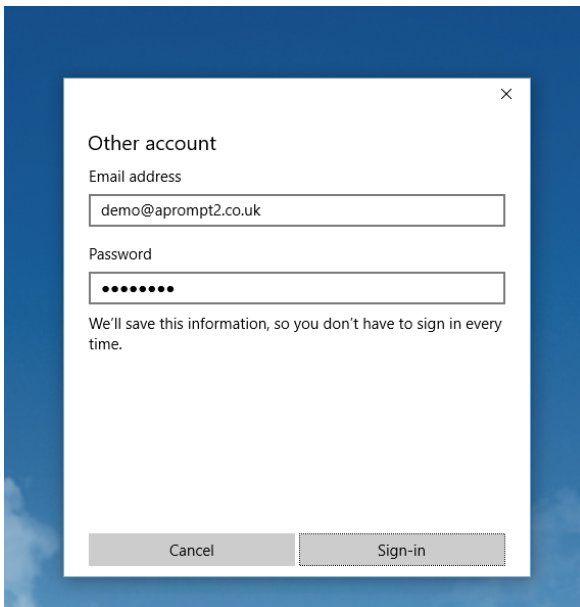 Other account
Email address
demo@aprompt2.co.uk
Password
••••••••
We'll save this information, so you don't have to sign in every
time.
Cancel
Sign-in